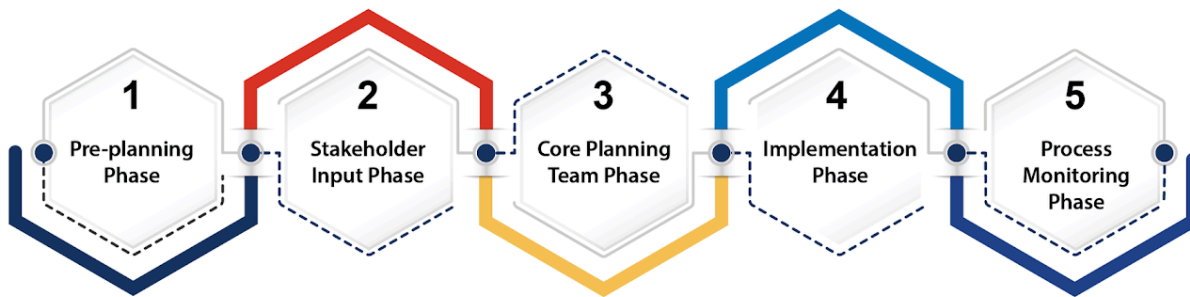 1
Pre-planning
Phase
2
Stakeholder
Input Phase
3
Core Planning
Team Phase
4
Implementation
Phase
5
Process
Monitoring
Phase